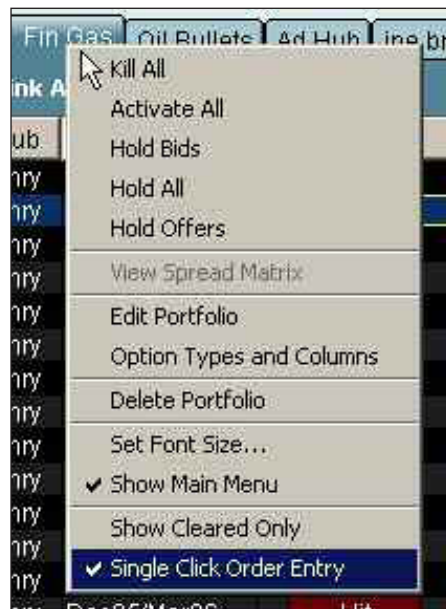 Fin Gas Oil Bullets Ad Hub
Kill All
Activate All
Hold Bids
Hold All
Hold Offers
View Spread Matrix
Edit Portfolio
Option Types and Columns
Delete Portfolio
Set Font Size...
Show Main Menu
Show Cleared Only
Single Click Order Entry